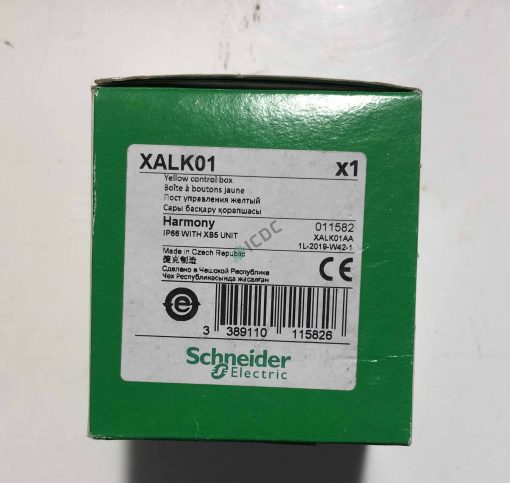 XALK01 x1
Yellow control box
Boîte à boutons jaune
Пост управления желтый
Сары басқару қорапшасы
Harmony 011582
IP66 WITH XB5 UNIT XALK01AA
1L-2019-W42-1
Made in Czech Republic
捷克制造
Сделано в Чешской Республике
Чех Республикасында жасалған
CE
e
3 389110 115826
Schneider
Electric
ICDC